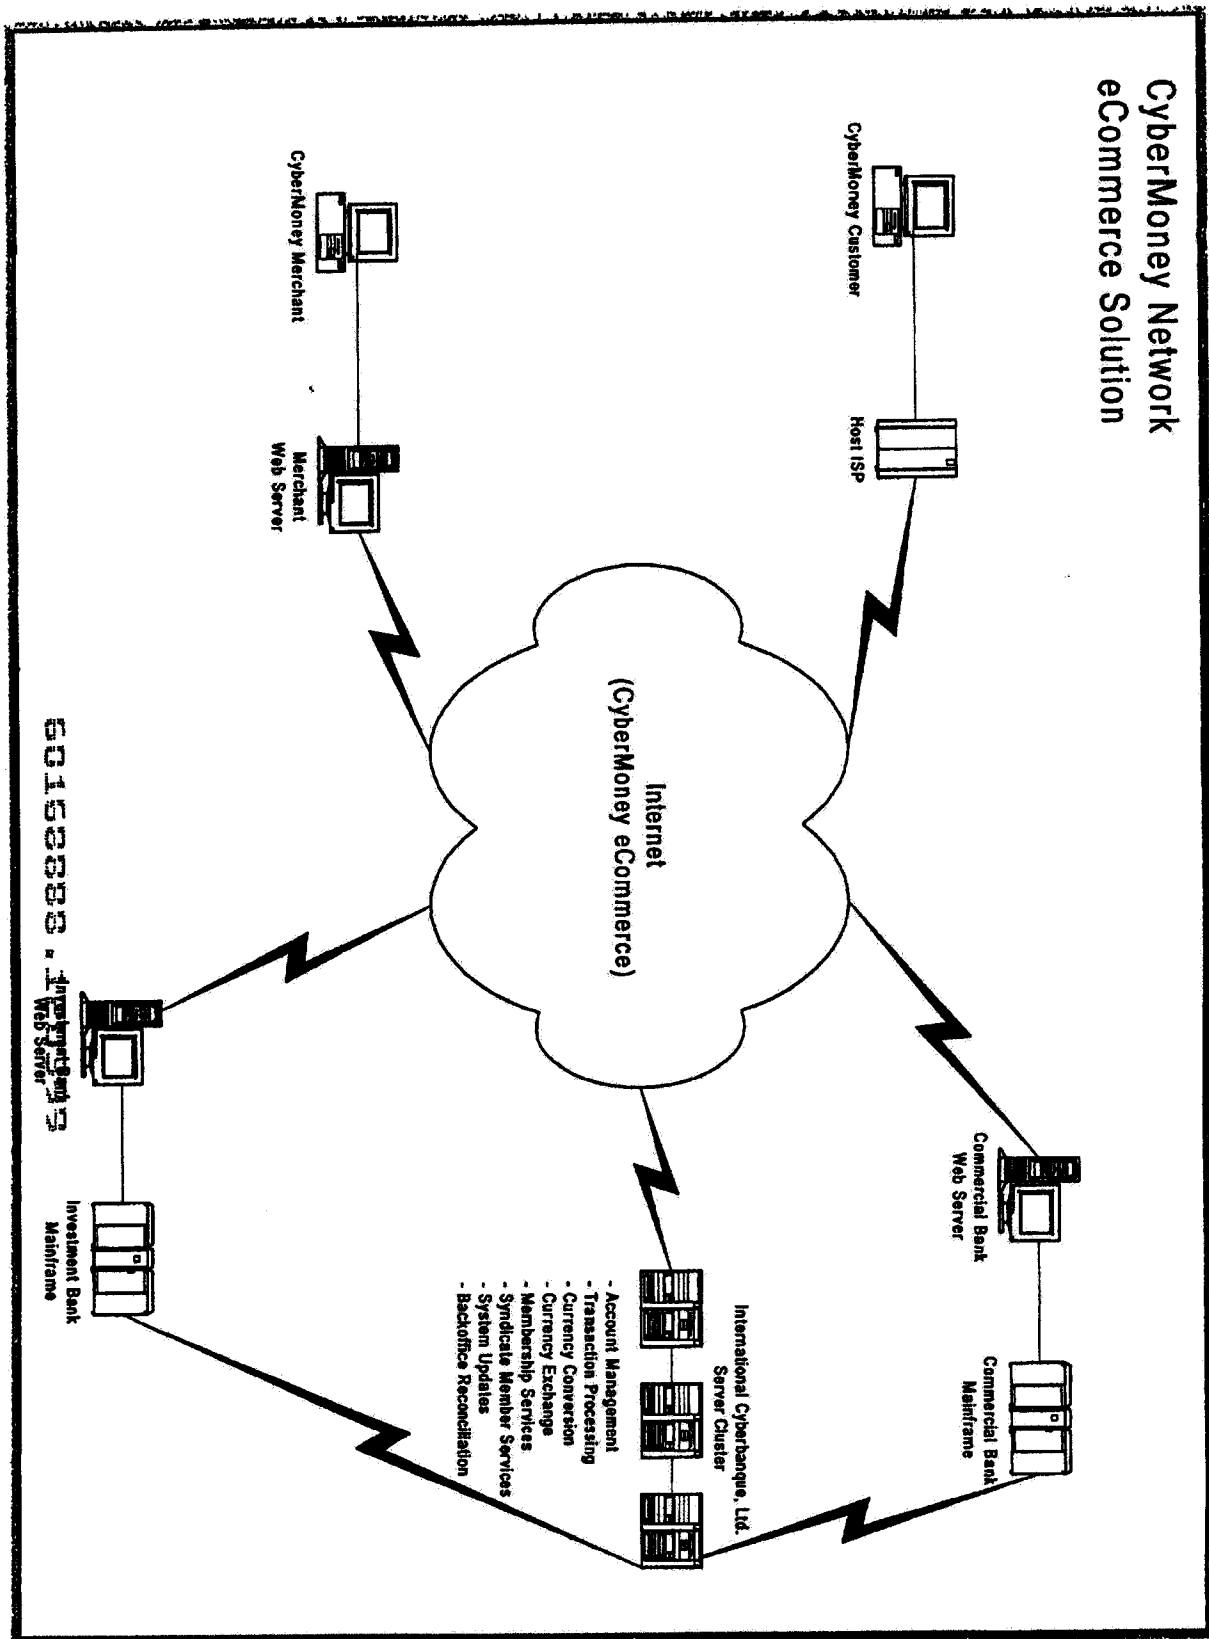 CyberMoney Network
eCommerce Solution
CyberMoney Customer
Host ISP
Commercial Bank
Web Server
Commercial Bank
Mainframe
Internet
(CyberMoney eCommerce)
International Cyberbanque, Ltd.
Server Cluster
- Account Management
- Transaction Processing
- Currency Conversion
- Currency Exchange
- Membership Services
- Syndicate Member Services
- System Updates
- Backoffice Reconciliation
CyberMoney Merchant
Merchant
Web Server
Investment Bank
Web Server
Investment Bank
Mainframe